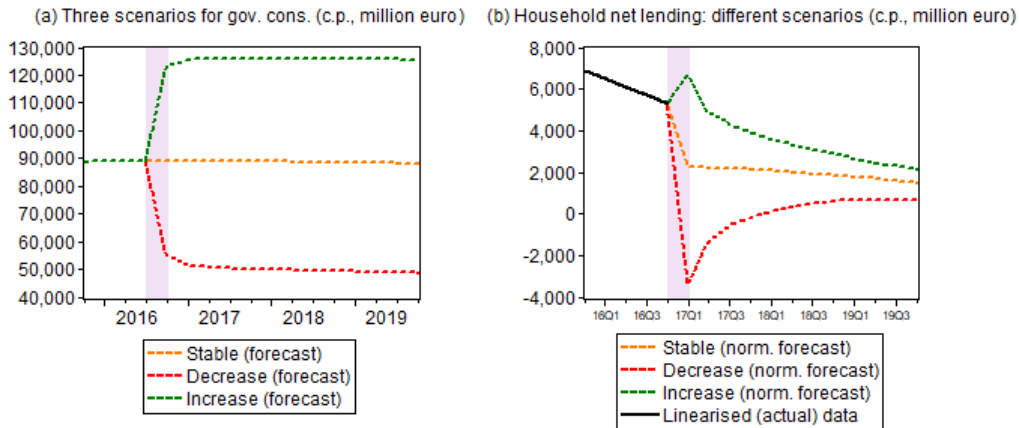 (a) Three scenarios for gov. cons. (c.p., million euro)
130,000
120,000
110,000
100,000
90,000
80,000
70,000
60,000
50,000
40,000
2016 2017 2018 2019
Stable (forecast)
Decrease (forecast)
Increase (forecast)
(b) Household net lending: different scenarios (c.p., million euro)
8,000
6,000
4,000
2,000
0
-2,000
-4,000
16Q1 16Q3 17Q1 17Q3 18Q1 18Q3 19Q1 19Q3
Stable (norm. forecast)
Decrease (norm. forecast)
Increase (norm. forecast)
Linearised (actual) data